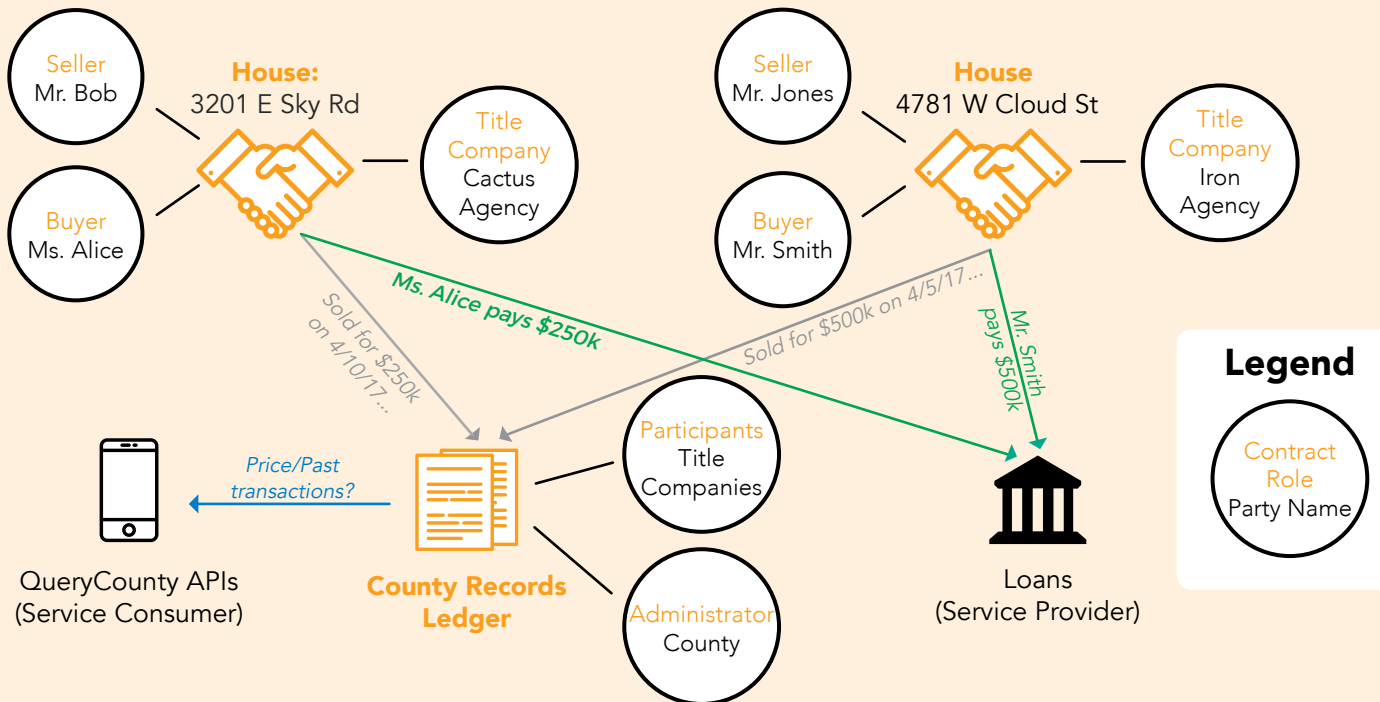 Seller
Mr. Bob
House:
3201 E Sky Rd
Title
Company
Cactus
Agency
Buyer
Ms. Alice
Seller
Mr. Jones
House
4781 W Cloud St
Title
Company
Iron
Agency
Buyer
Mr. Smith
Sold for $250k
on 4/10/17...
Ms. Alice pays $250k
Sold for $500k on 4/5/17...
Mr. Smith
pays $500k
Legend
Contract
Role
Party Name
Price/Past
transactions?
Participants
Title
Companies
QueryCounty APIs
(Service Consumer)
County Records
Ledger
Administrator
County
Loans
(Service Provider)